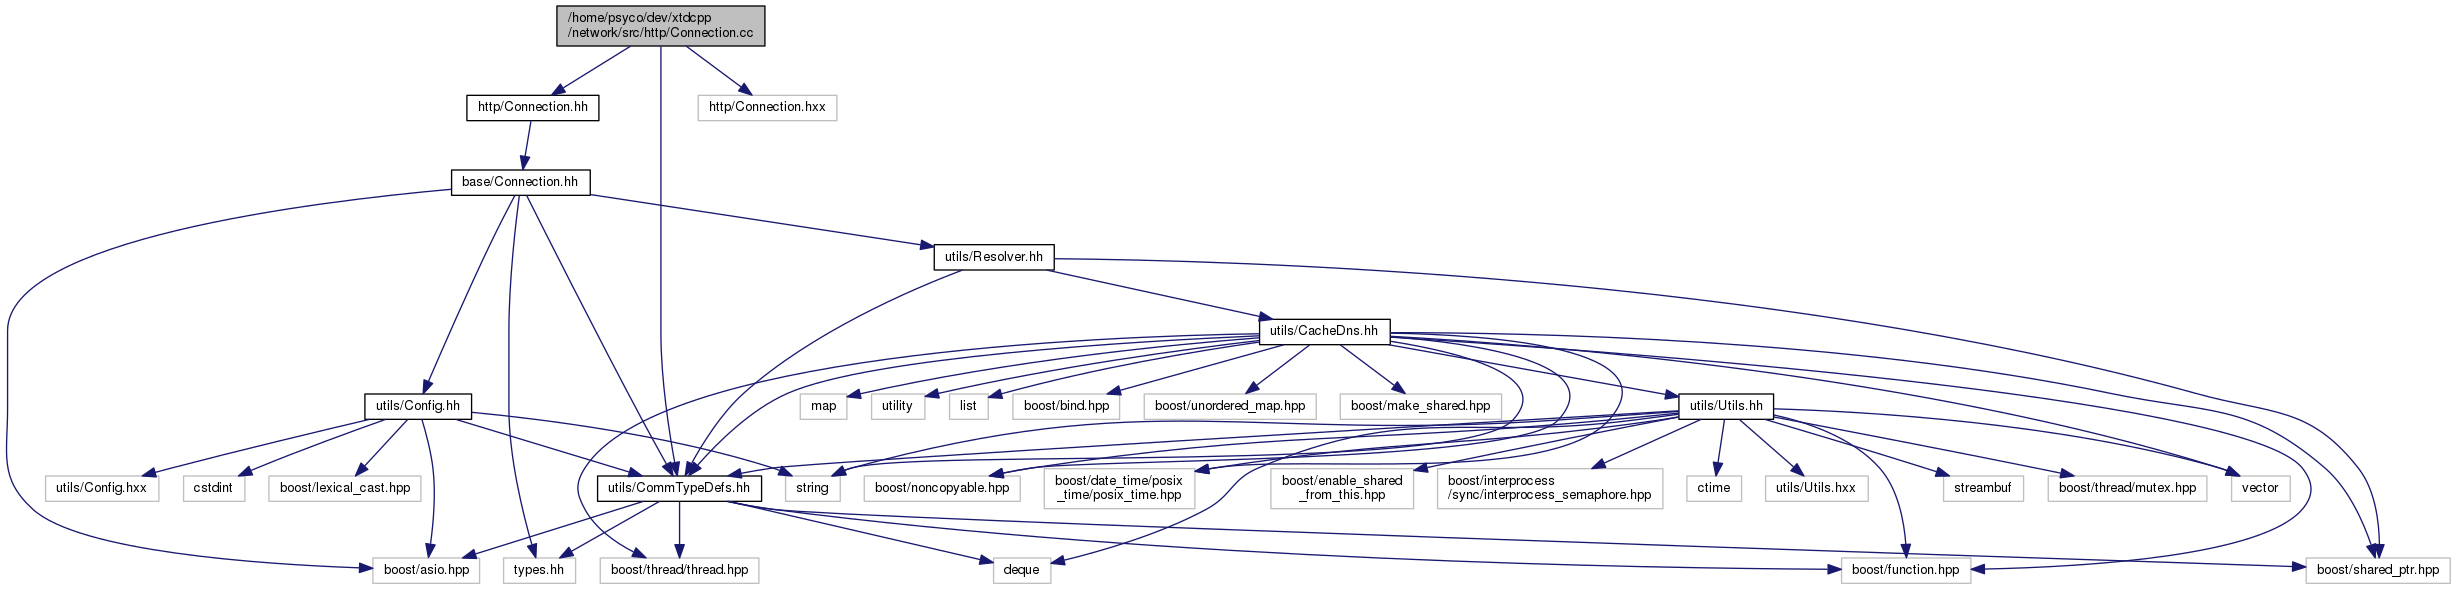 /home/psyco/dev/xtdcpp
/network/src/http/Connection.cc
http/Connection.hh
http/Connection.hxx
base/Connection.hh
utils/Resolver.hh
utils/CacheDns.hh
utils/Config.hh
map
utility
list
boost/bind.hpp
boost/unordered_map.hpp
boost/make_shared.hpp
utils/Utils.hh
utils/Config.hxx
cstdint
boost/lexical_cast.hpp
utils/CommTypeDefs.hh
string
boost/noncopyable.hpp
boost/date_time/posix
_time/posix_time.hpp
boost/enable_shared
_from_this.hpp
boost/interprocess
/sync/interprocess_semaphore.hpp
ctime
utils/Utils.hxx
streambuf
boost/thread/mutex.hpp
vector
boost/asio.hpp
types.hh
boost/thread/thread.hpp
deque
boost/function.hpp
boost/shared_ptr.hpp